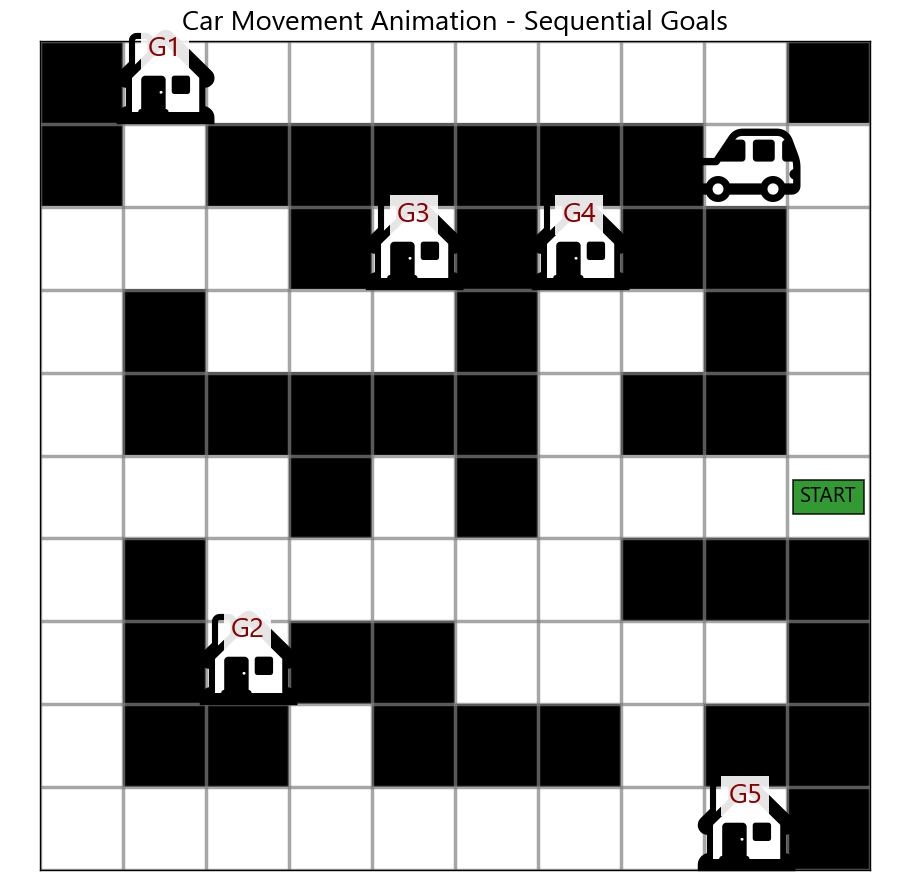 Car Movement Animation - Sequential Goals
G1
G3
G4
START
G2
G5